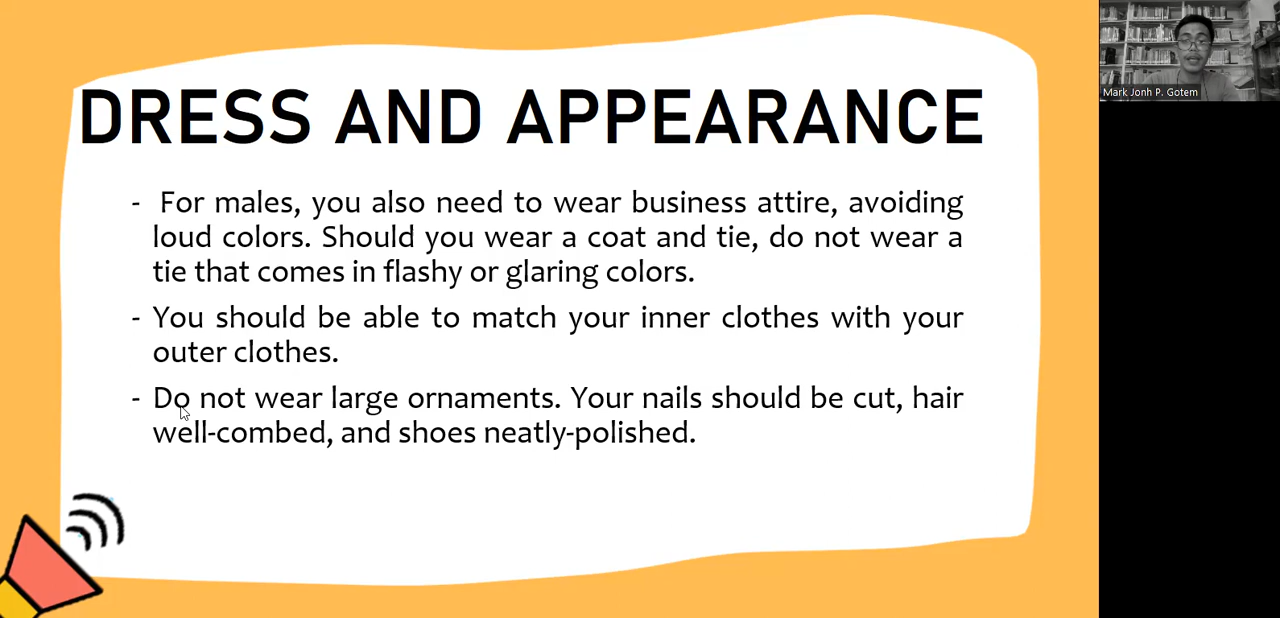 DRESS AND APPEARANCE
- For males, you also need to wear business attire, avoiding
loud colors. Should you wear a coat and tie, do not wear a
tie that comes in flashy or glaring colors.
- You should be able to match your inner clothes with your
outer clothes.
- Do not wear large ornaments. Your nails should be cut, hair
well-combed, and shoes neatly-polished.
Mark Jonh P. Gotem